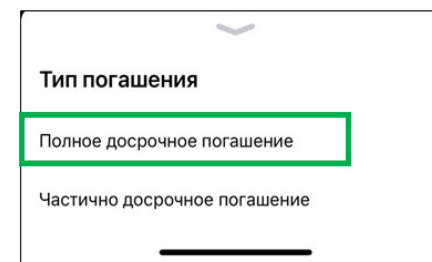 Тип погашения
Полное досрочное погашение
Частично досрочное погашение